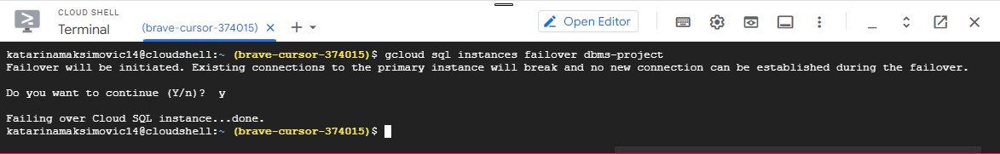 CLOUD SHELL
Terminal
(brave-cursor-374015)
Open Editor
katarinamaksimovic14@cloudshell:~ (brave-cursor-374015)$ gcloud sql instances failover dbms-project
Failover will be initiated. Existing connections to the primary instance will break and no new connection can be established during the failover.
Do you want to continue (Y/n)?  y
Failing over Cloud SQL instance...done.
katarinamaksimovic14@cloudshell:~ (brave-cursor-374015)$